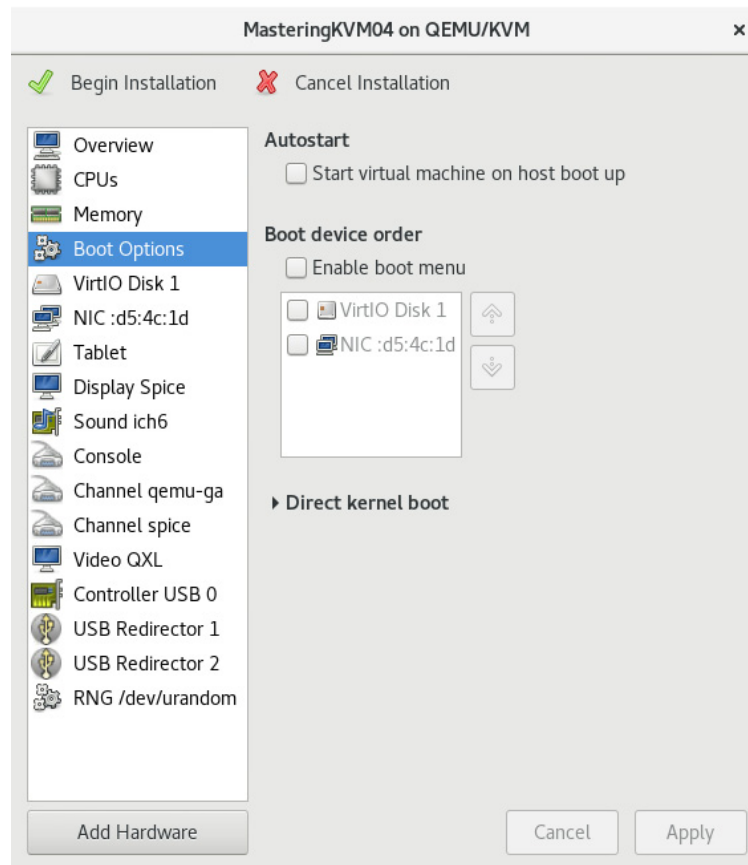 MasteringKVM04 on QEMU/KVM
Begin Installation
Cancel Installation
Overview
CPUs
Memory
Boot Options
VirtIO Disk 1
NIC :d5:4c:1d
Tablet
Display Spice
Sound ich6
Console
Channel qemu-ga
Channel spice
Video QXL
Controller USB 0
USB Redirector 1
USB Redirector 2
RNG /dev/urandom
Add Hardware
Autostart
Start virtual machine on host boot up
Boot device order
Enable boot menu
VirtIO Disk 1
NIC :d5:4c:1d
Direct kernel boot
Cancel
Apply